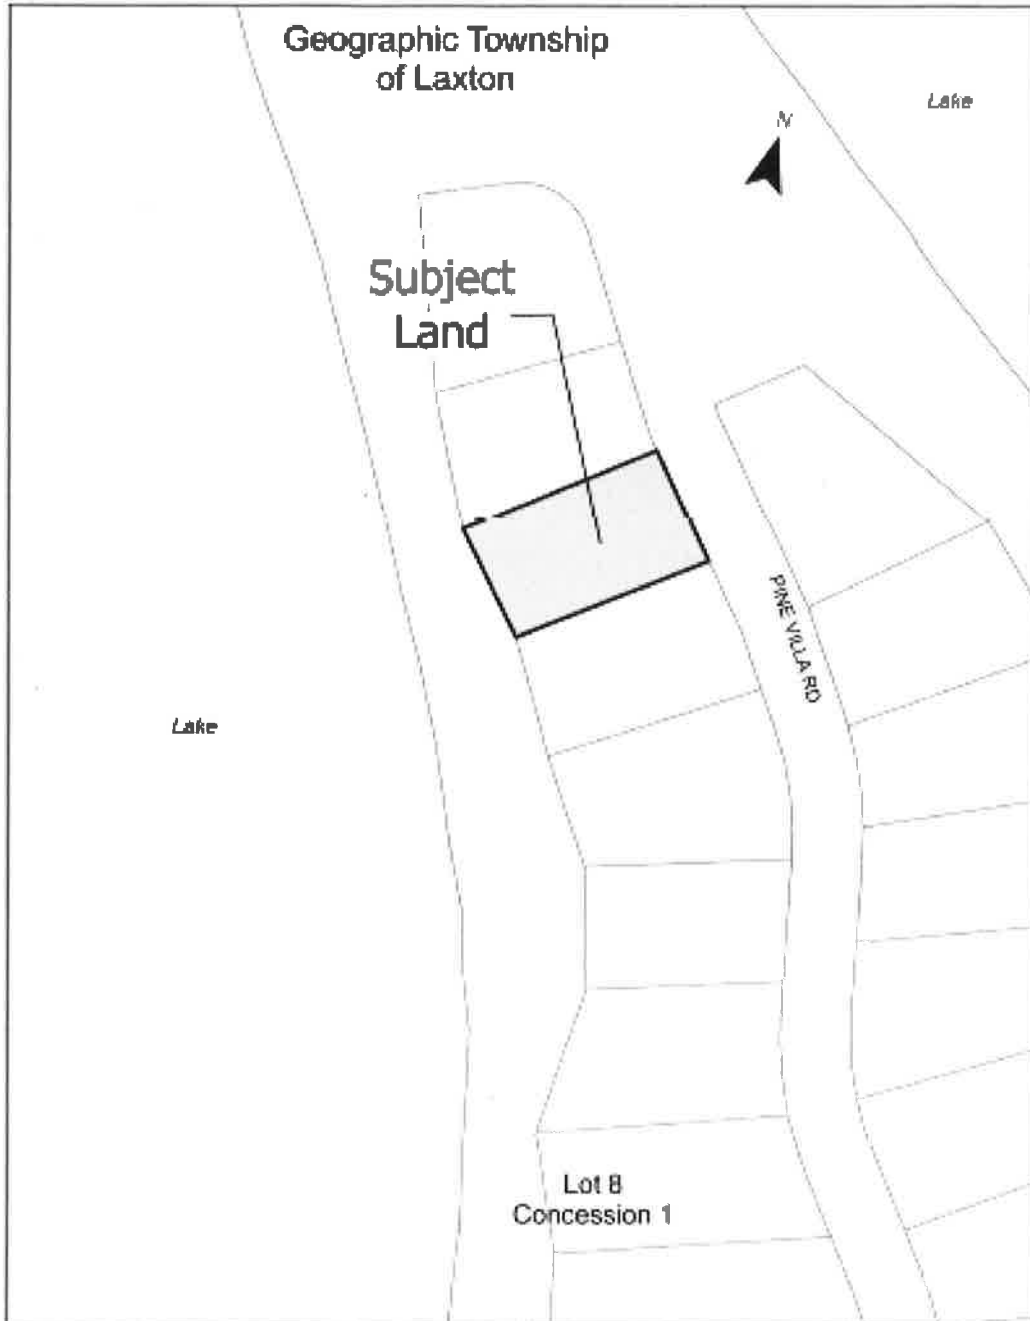 Geographic Township
of Laxton
Lake
N
Subject
Land
PINE VILLA RD
Lake
Lot 8
Concession 1